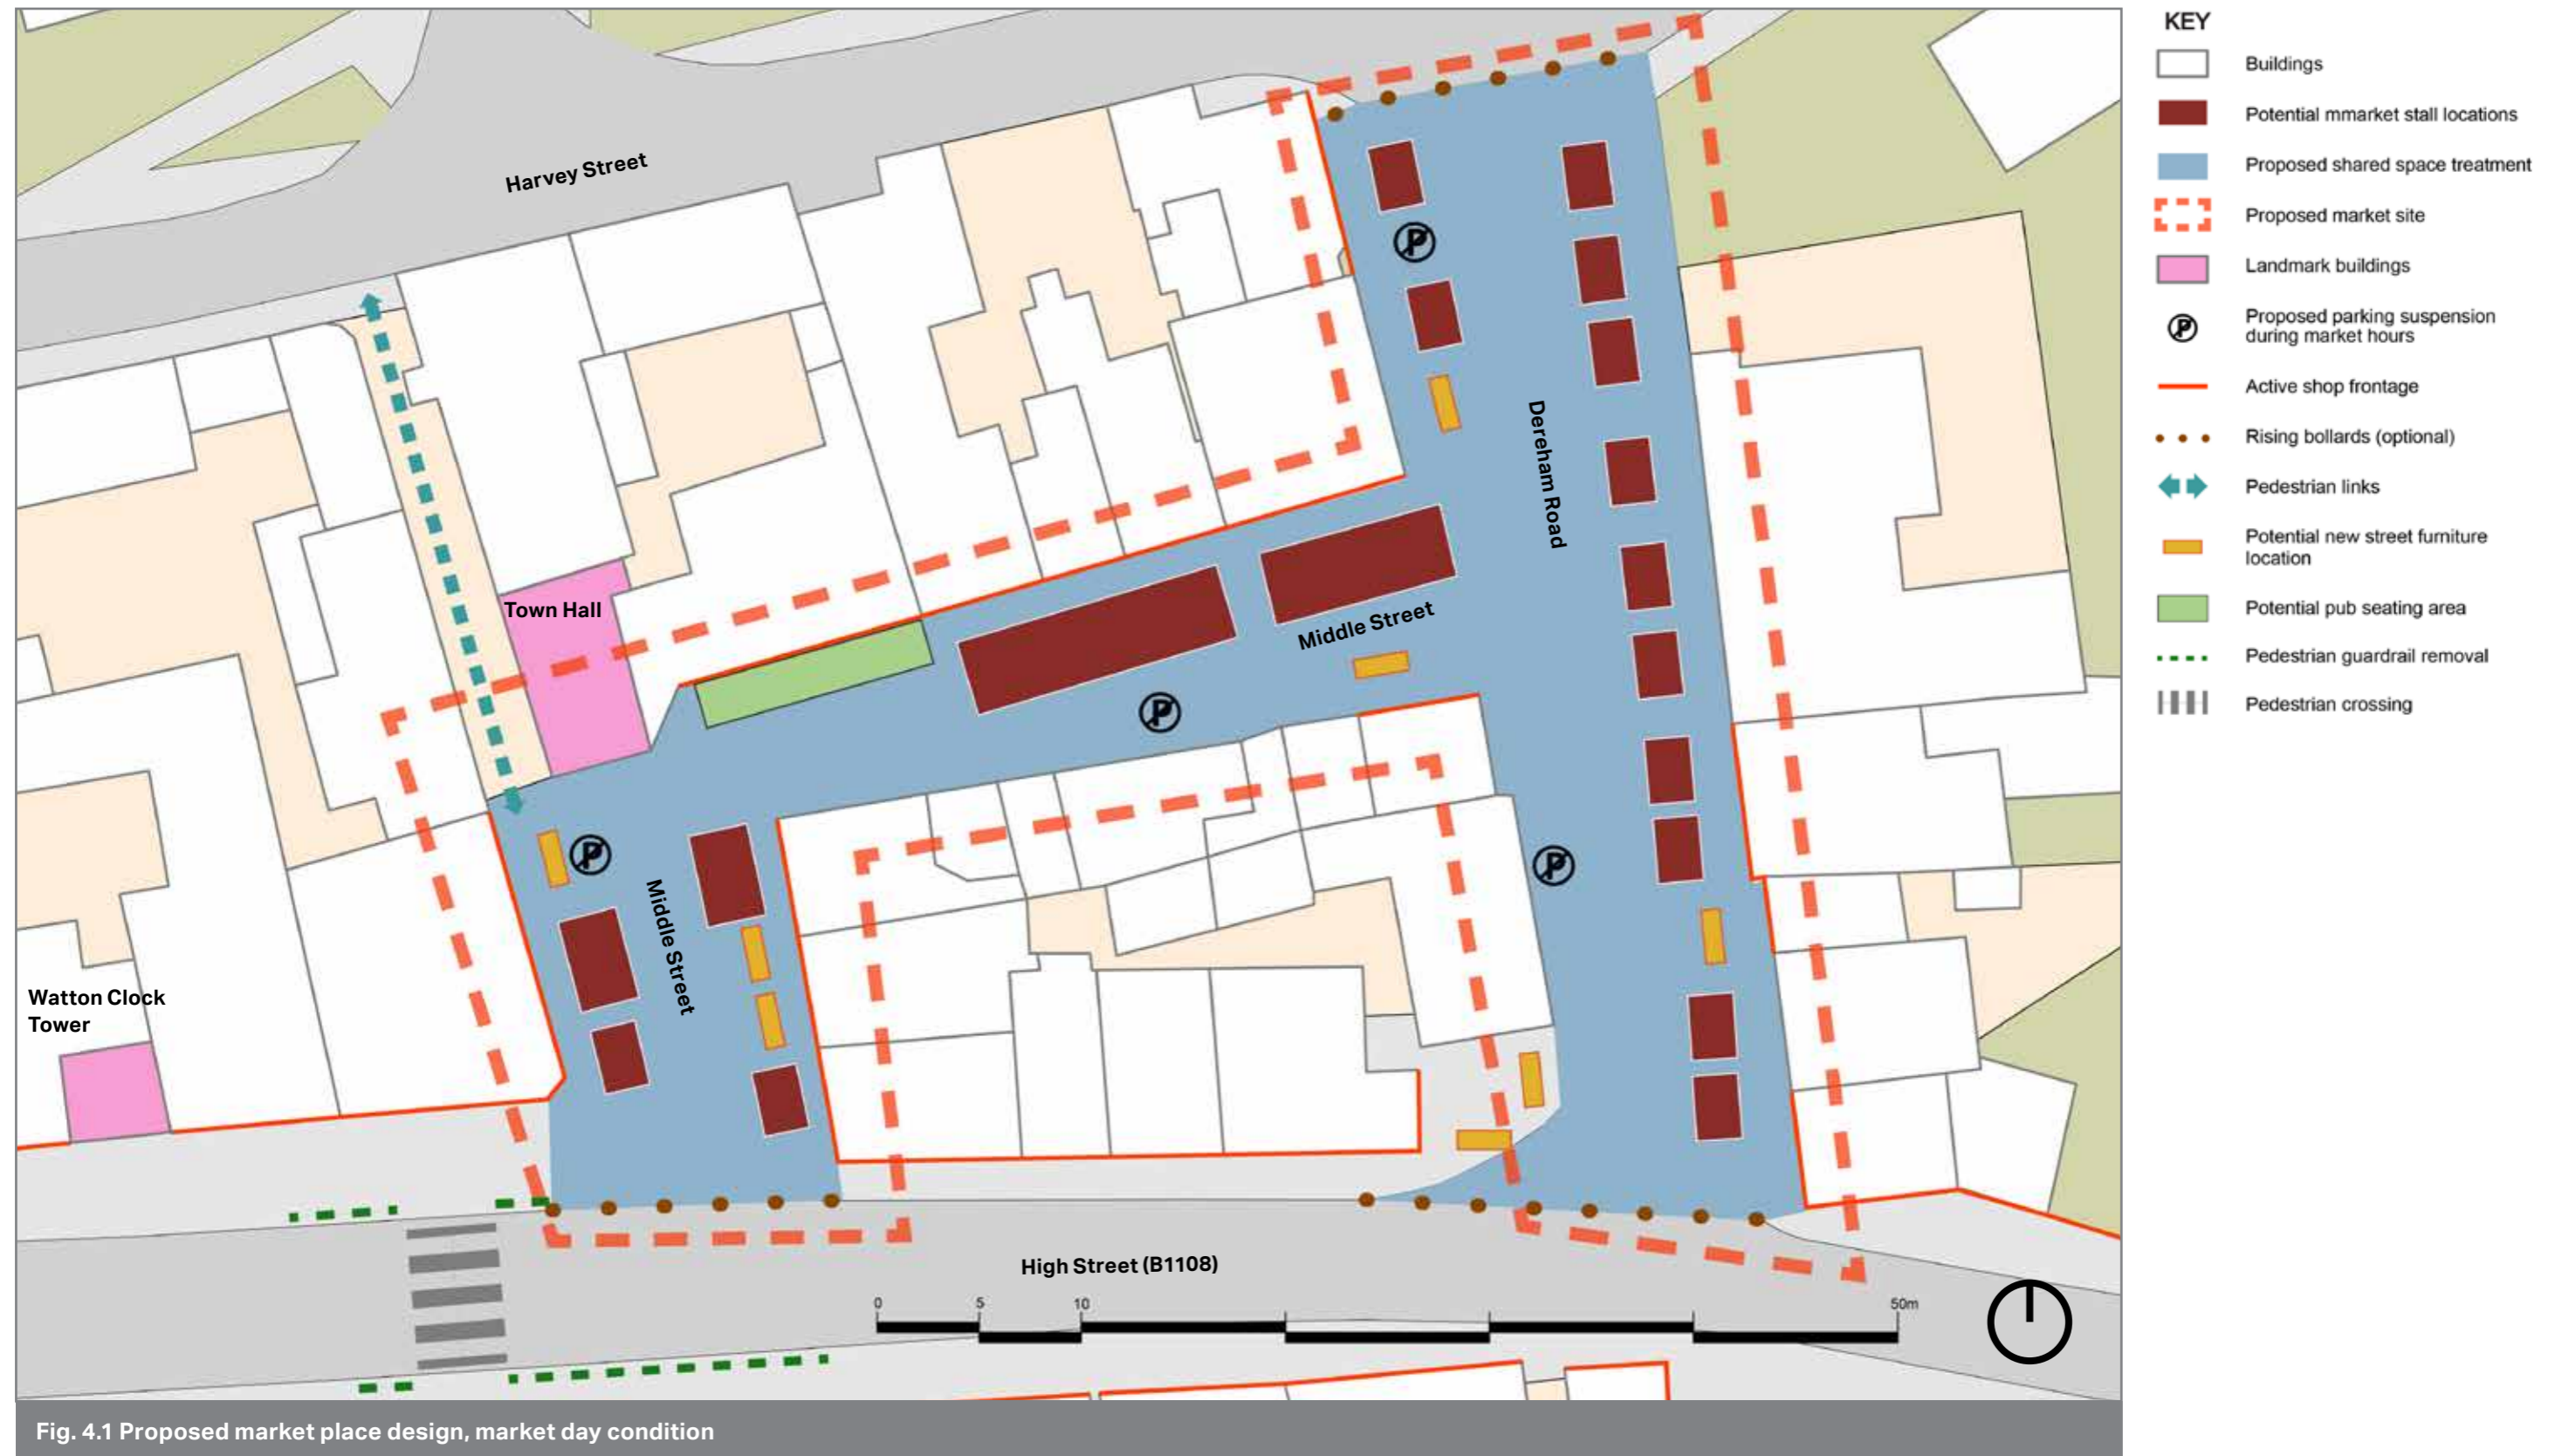 Harvey Street
Dereham Road
Town Hall
Middle Street
Middle Street
Watton Clock
Tower
High Street (B1108)
0 5 10 50m
P
P
P
P
Fig. 4.1 Proposed market place design, market day condition
KEY
Buildings
Potential mmarket stall locations
Proposed shared space treatment
Proposed market site
Landmark buildings
P
Proposed parking suspension
during market hours
Active shop frontage
Rising bollards (optional)
Pedestrian links
Potential new street furniture
location
Potential pub seating area
Pedestrian guardrail removal
Pedestrian crossing